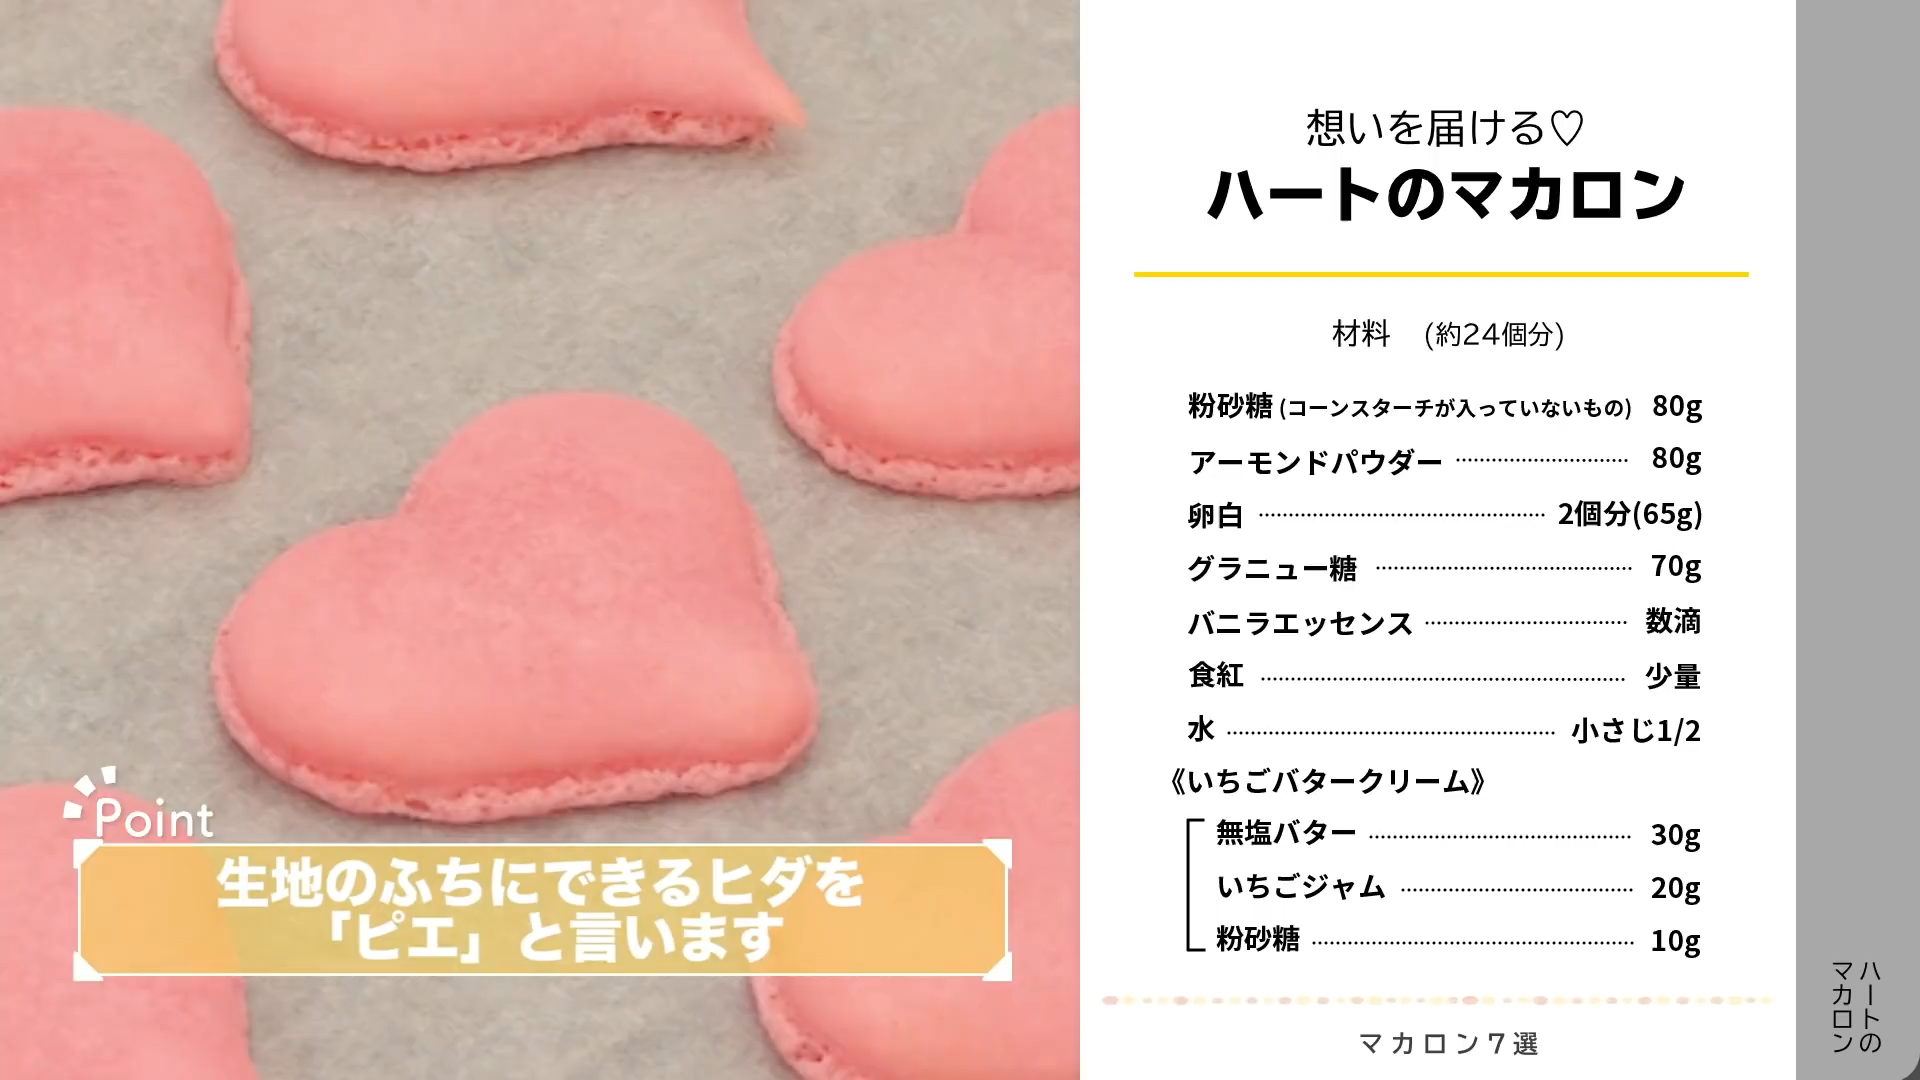 Point
生地のふちにできるヒダを
「ピエ」と言います
想いを届ける♡
ハートのマカロン
材料 (約24個分)
粉砂糖 (コーンスターチが入っていないもの) 80g
アーモンドパウダー 80g
卵白 2個分(65g)
グラニュー糖 70g
バニラエッセンス 数滴
食紅 少量
水 小さじ1/2
《いちごバタークリーム》
無塩バター 30g
いちごジャム 20g
粉砂糖 10g
マカロン7選
ハートの
マカロン